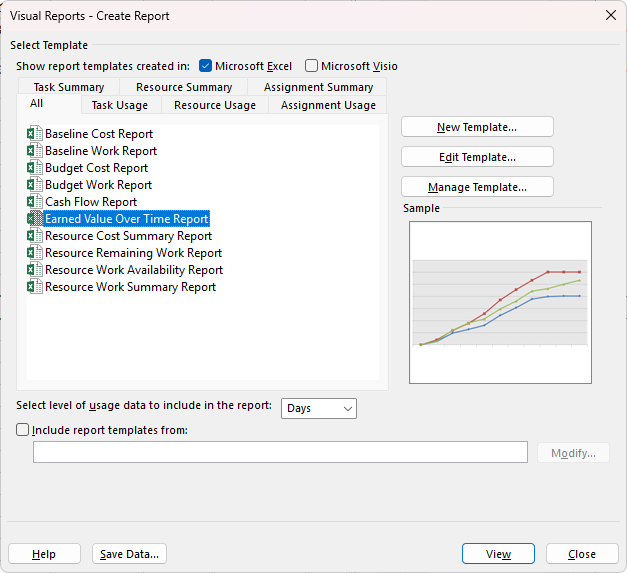 Visual Reports - Create Report
Select Template
Show report templates created in: Microsoft Excel Microsoft Visio
Task Summary Resource Summary Assignment Summary
All Task Usage Resource Usage Assignment Usage
Baseline Cost Report
Baseline Work Report
Budget Cost Report
Budget Work Report
Cash Flow Report
Earned Value Over Time Report
Resource Cost Summary Report
Resource Remaining Work Report
Resource Work Availability Report
Resource Work Summary Report
New Template...
Edit Template...
Manage Template...
Sample
Select level of usage data to include in the report: Days
Include report templates from:
Modify...
Help Save Data... View Close